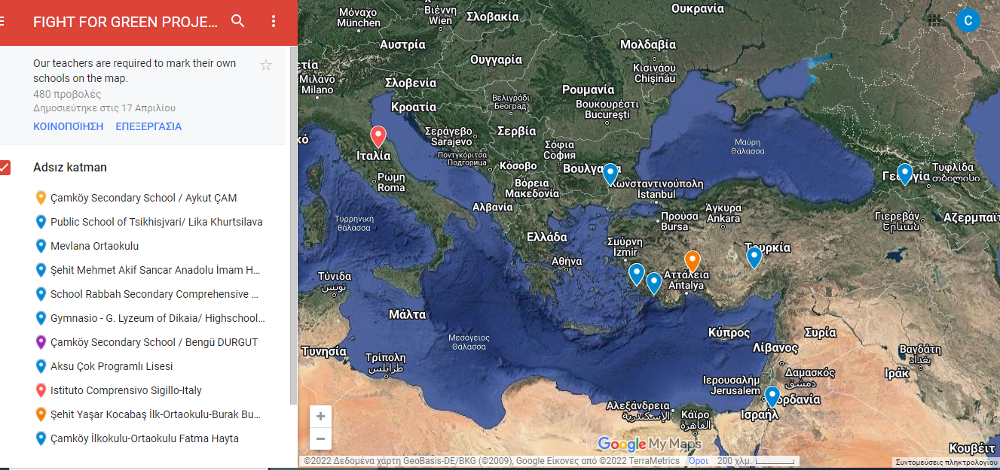 FIGHT FOR GREEN PROJE...
Our teachers are required to mark their own
schools on the map.
480 προβολές
Δημοσιεύτηκε στις 17 Απριλίου
ΚΟΙΝΟΠΟΊΗΣΗ ΕΠΕΞΕΡΓΑΣΊΑ
Adsız katman
Çamköy Secondary School / Aykut ÇAM
Public School of Tsikhisjvari/ Lika Khurtsilava
Mevlana Ortaokulu
Şehit Mehmet Akif Sancar Anadolu İmam H...
School Rabbah Secondary Comprehensive ...
Gymnasio - G. Lyzeum of Dikaia/ Highschool...
Çamköy Secondary School / Bengü DURGUT
Aksu Çok Programlı Lisesi
Istituto Comprensivo Sigillo-Italy
Şehit Yaşar Kocabaş İlk-Ortaokulu-Burak Bu...
Çamköy İlkokulu-Ortaokulu Fatma Hayta
Μόναχο
München
Βιέννη
Wien
Σλοβακία
Ουκρανία
C
Αυστρία
Ουγγαρία
Μολδαβία
Κισινάου
Chișinău
ετία
Μιλάνο
Milano
Σλοβενία
Κροατία
Βελιγράδι
Београд
Ρουμανία
Βουκουρέστι
București
Σεράγεβο
Sarajevo
Σερβία
Ποντγκόριτσα
Подгорица
Σόφια
София
Κόσοβο
Βουλγα
Μαύρη
Θάλασσα
κό
Ιταλία
Ρώμη
Roma
Βόρεια
Μακεδονία
Κωνσταντινούπολη
İstanbul
Γε γία
Τυφλίδα
თბილისი
Αλβανία
Τυρρηνική
θάλασσα
Άγκυρα
Ankara
Προύσα
Bursa
Γιερεβάν
Երևան
Αζερμπαϊτ
Ελλάδα
Σμύρνη
İzmir
Τουρκία
Αθήνα
Αττάλεια
Antalya
Τύνιδα
تونس
Μάλτα
Μεσόγειος
Θάλασσα
Κύπρος
Συρία
Λίβανος
Τυνησία
Τρίπολη
طرابلس
Βαγδάτη
بغداد
Ιράκ
Δαμασκός
دمشق
Ιερουσαλήμ
Jerusalem
ορδανία
Ισραήλ
Αλεξάνδρεια
الإسكندرية
Κάιρο
القاهرة
Κουβέιτ
Google My Maps
©2022 Δεδομένα χάρτη GeoBasis-DE/BKG (©2009), Google Εικόνες από ©2022 TerraMetrics Όροι 200 χλμ.
Συντομεύσεις πληκτρολογίου